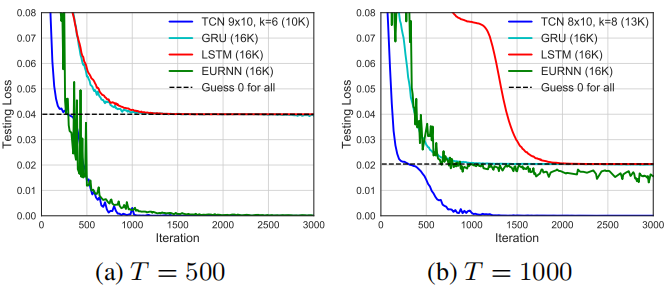 0.08
0.07
0.06
0.05
0.04
0.03
0.02
0.01
0.00
Testing Loss
TCN 9x10, k=6 (10K)
GRU (16K)
LSTM (16K)
EURNN (16K)
Guess 0 for all
0 500 1000 1500 2000 2500 3000
Iteration
(a) T = 500
0.08
0.07
0.06
0.05
0.04
0.03
0.02
0.01
0.00
Testing Loss
TCN 8x10, k=8 (13K)
GRU (16K)
LSTM (16K)
EURNN (16K)
Guess 0 for all
0 500 1000 1500 2000 2500 3000
Iteration
(b) T = 1000